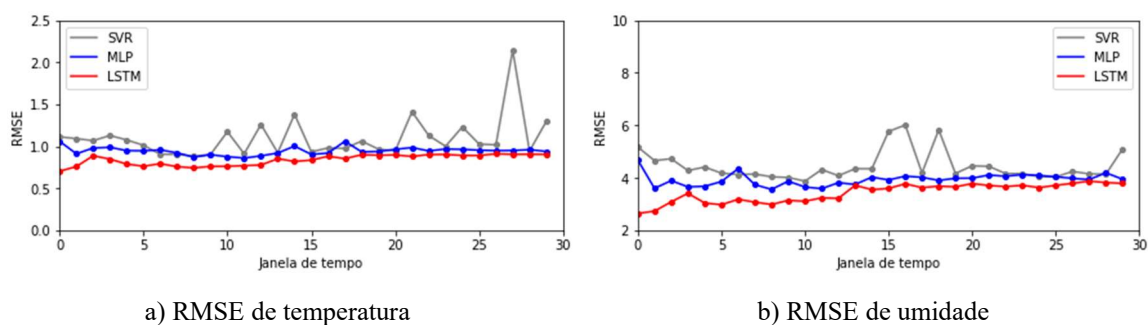 2.5
2.0
1.5
1.0
0.5
0.0
RMSE
SVR
MLP
LSTM
0 5 10 15 20 25 30
Janela de tempo
a) RMSE de temperatura
10
8
6
4
2
RMSE
SVR
MLP
LSTM
0 5 10 15 20 25 30
Janela de tempo
b) RMSE de umidade